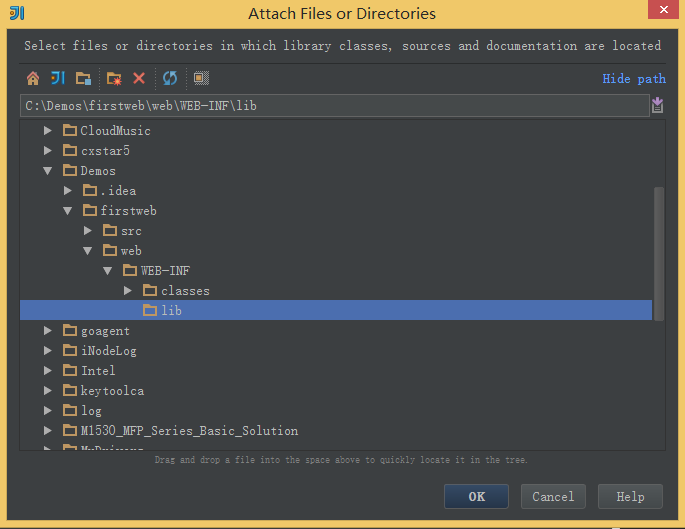 Attach Files or Directories
Select files or directories in which library classes, sources and documentation are located
Hide path
C:\Demos\firstweb\web\WEB-INF\lib
CloudMusic
cxstar5
Demos
.idea
firstweb
src
web
WEB-INF
classes
lib
goagent
iNodeLog
Intel
keytoolca
log
M1530_MFP_Series_Basic_Solution
MyDrivers
Drag and drop a file into the space above to quickly locate it in the tree.
OK
Cancel
Help